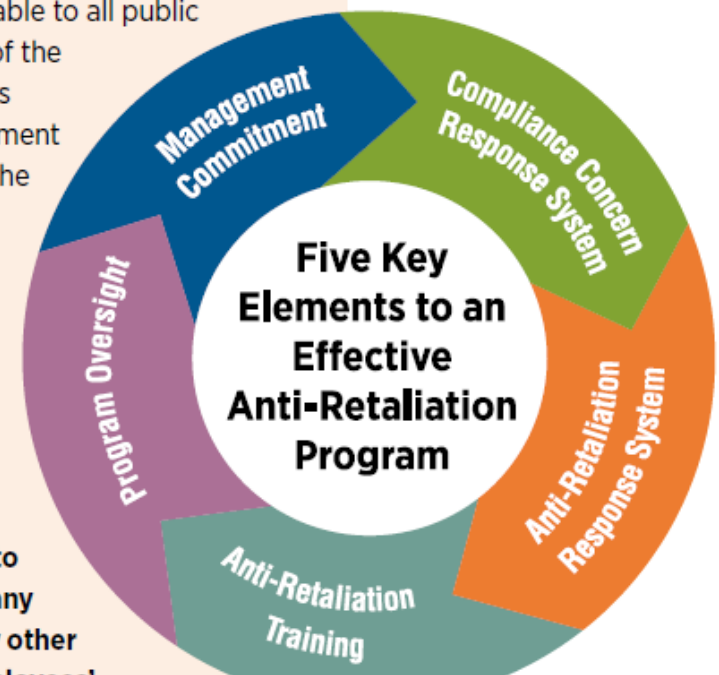 able to all public
of the
s
ment
he
Management
Commitment
Compliance Concern
Response System
Five Key
Elements to an
Effective
Anti-Retaliation
Program
Program Oversight
Anti-Retaliation
Response System
Anti-Retaliation
Training
to
any
other